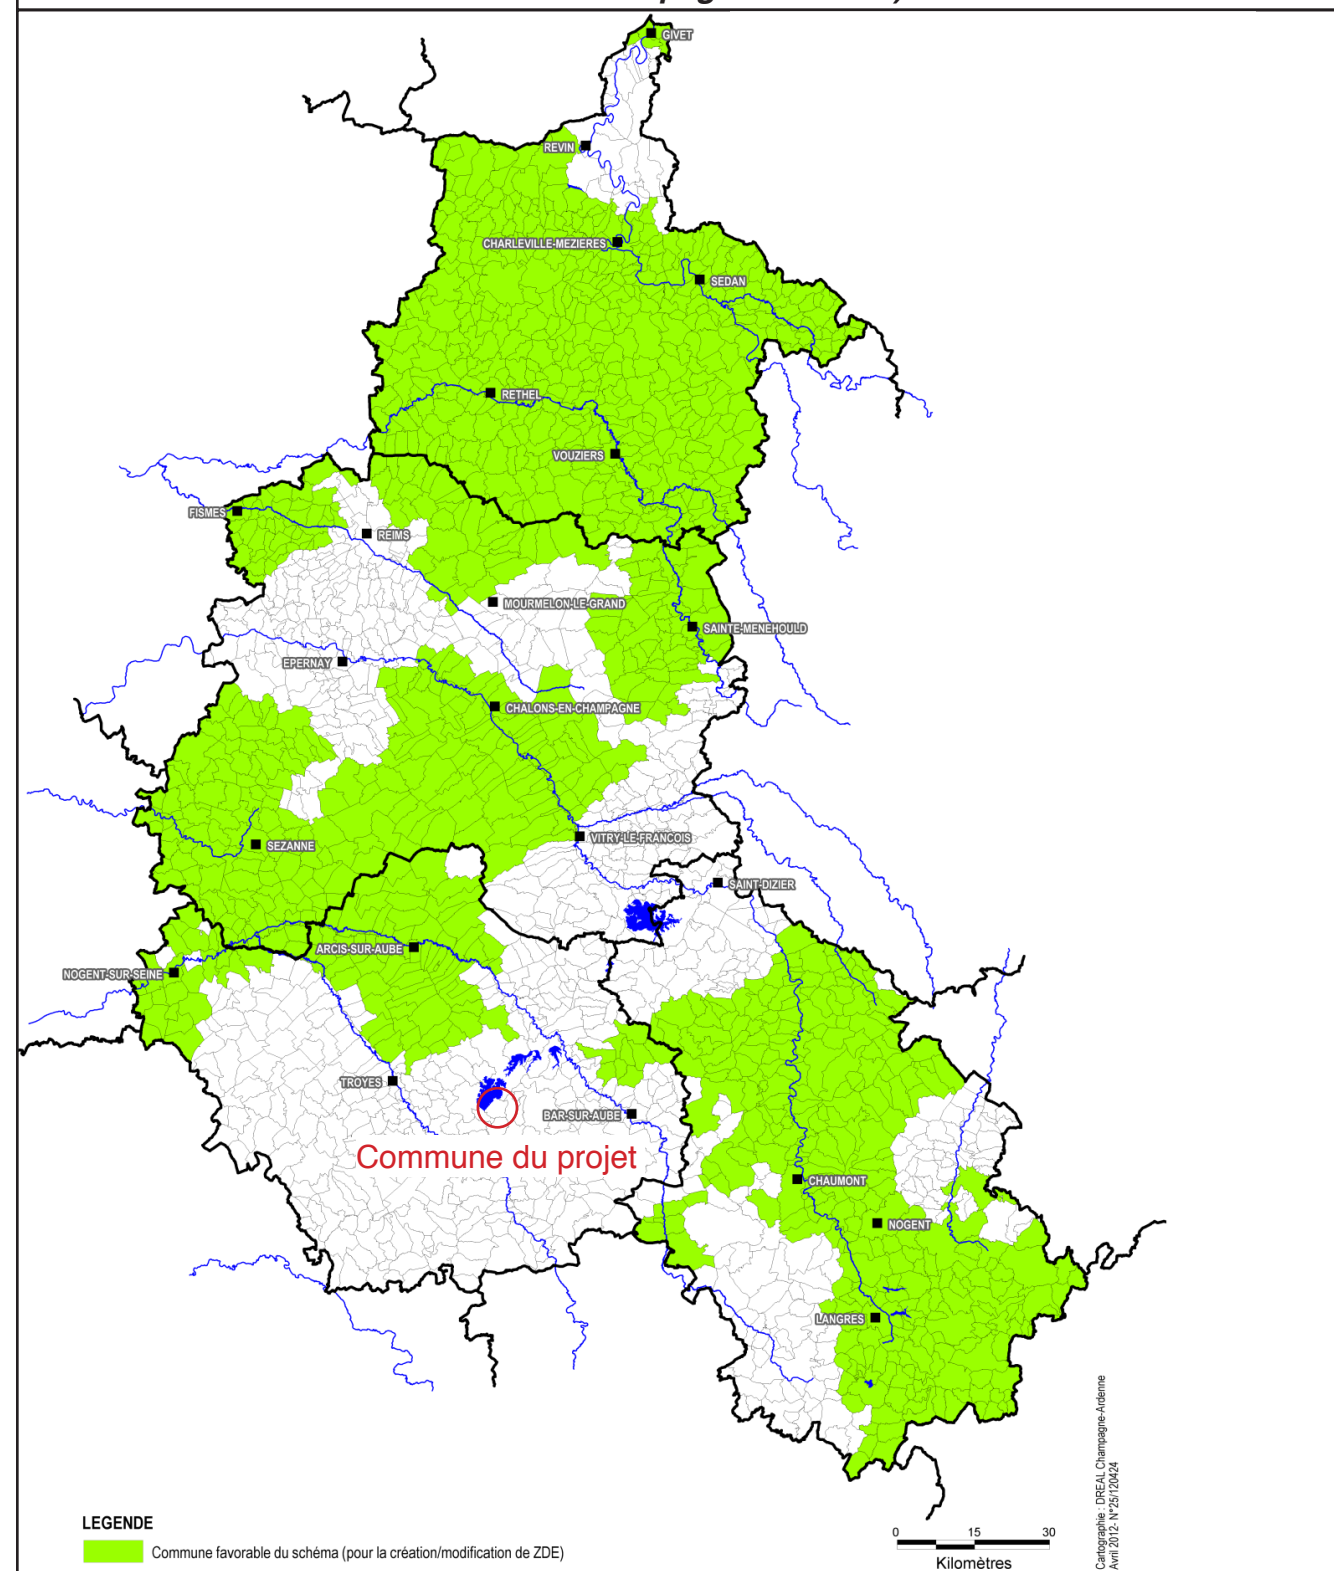 GIVET
REVIN
CHARLEVILLE-MEZIERES
SEDAN
RETHEL
VOUZIERS
FISMES
REIMS
MOURMELON-LE-GRAND
SAINTE-MENEHOULD
EPERNAY
CHALONS-EN-CHAMPAGNE
VITRY-LE-FRANCOIS
SEZANNE
SAINT-DIZIER
ARCIS-SUR-AUBE
NOGENT-SUR-SEINE
TROYES
BAR-SUR-AUBE
Commune du projet
CHAUMONT
NOGENT
LANGRES
LEGENDE
Commune favorable du schéma (pour la création/modification de ZDE)
0 15 30
Kilomètres
Cartographie : DREAL Champagne-Ardenne
Avril 2012- N°25/120424